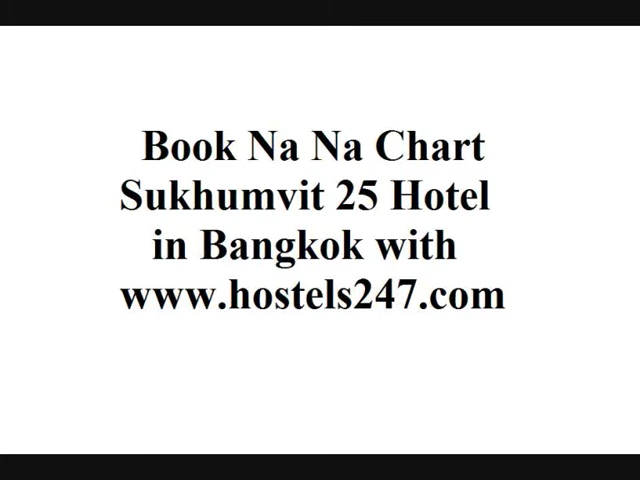 Book Na Na Chart
Sukhumvit 25 Hotel
in Bangkok with
www.hostels247.com